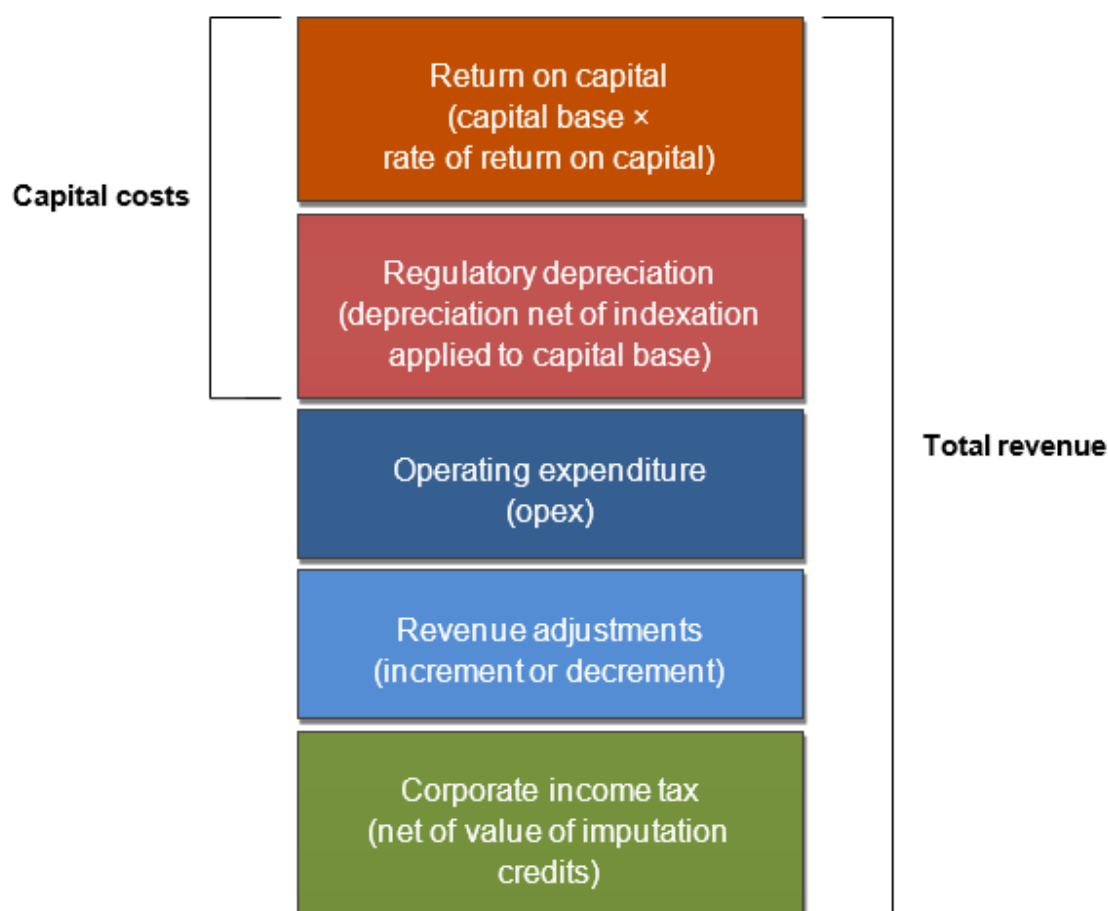 Return on capital
(capital base ×
rate of return on capital)
Capital costs
Regulatory depreciation
(depreciation net of indexation
applied to capital base)
Operating expenditure
(opex)
Total revenue
Revenue adjustments
(increment or decrement)
Corporate income tax
(net of value of imputation
credits)